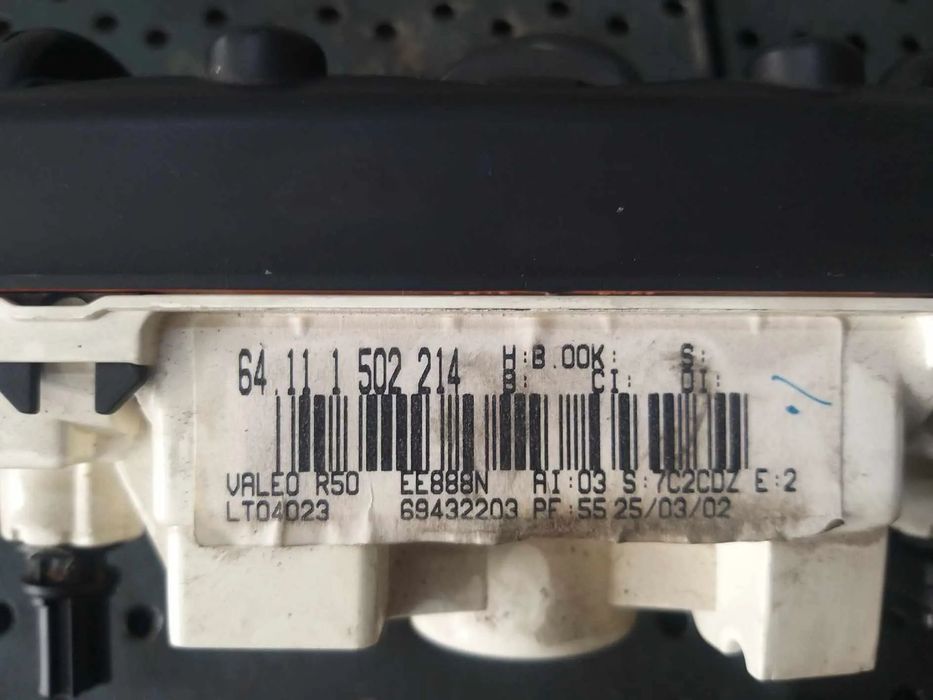 64.11 1 502 214 H:B.00K: S:
B: CI: DI:
VALEO R50 EE888N AI:03 S:7C2CDZ E:2
LT04023 69432203 PF:55 25/03/02